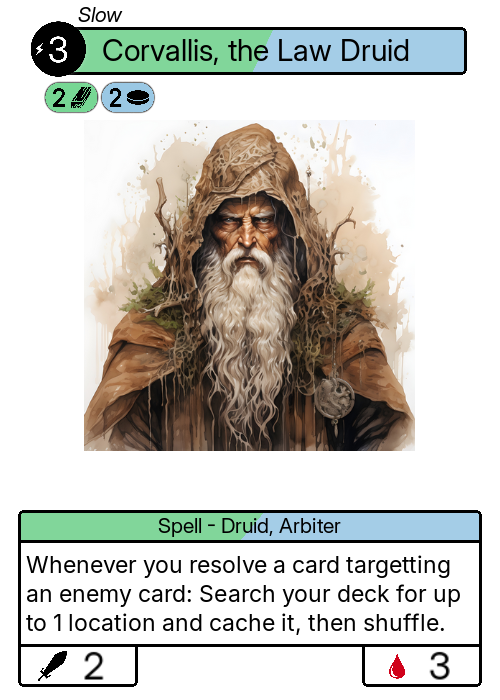 Slow
3 Corvallis, the Law Druid
2 2
Spell - Druid, Arbiter
Whenever you resolve a card targetting
an enemy card: Search your deck for up
to 1 location and cache it, then shuffle.
2 3